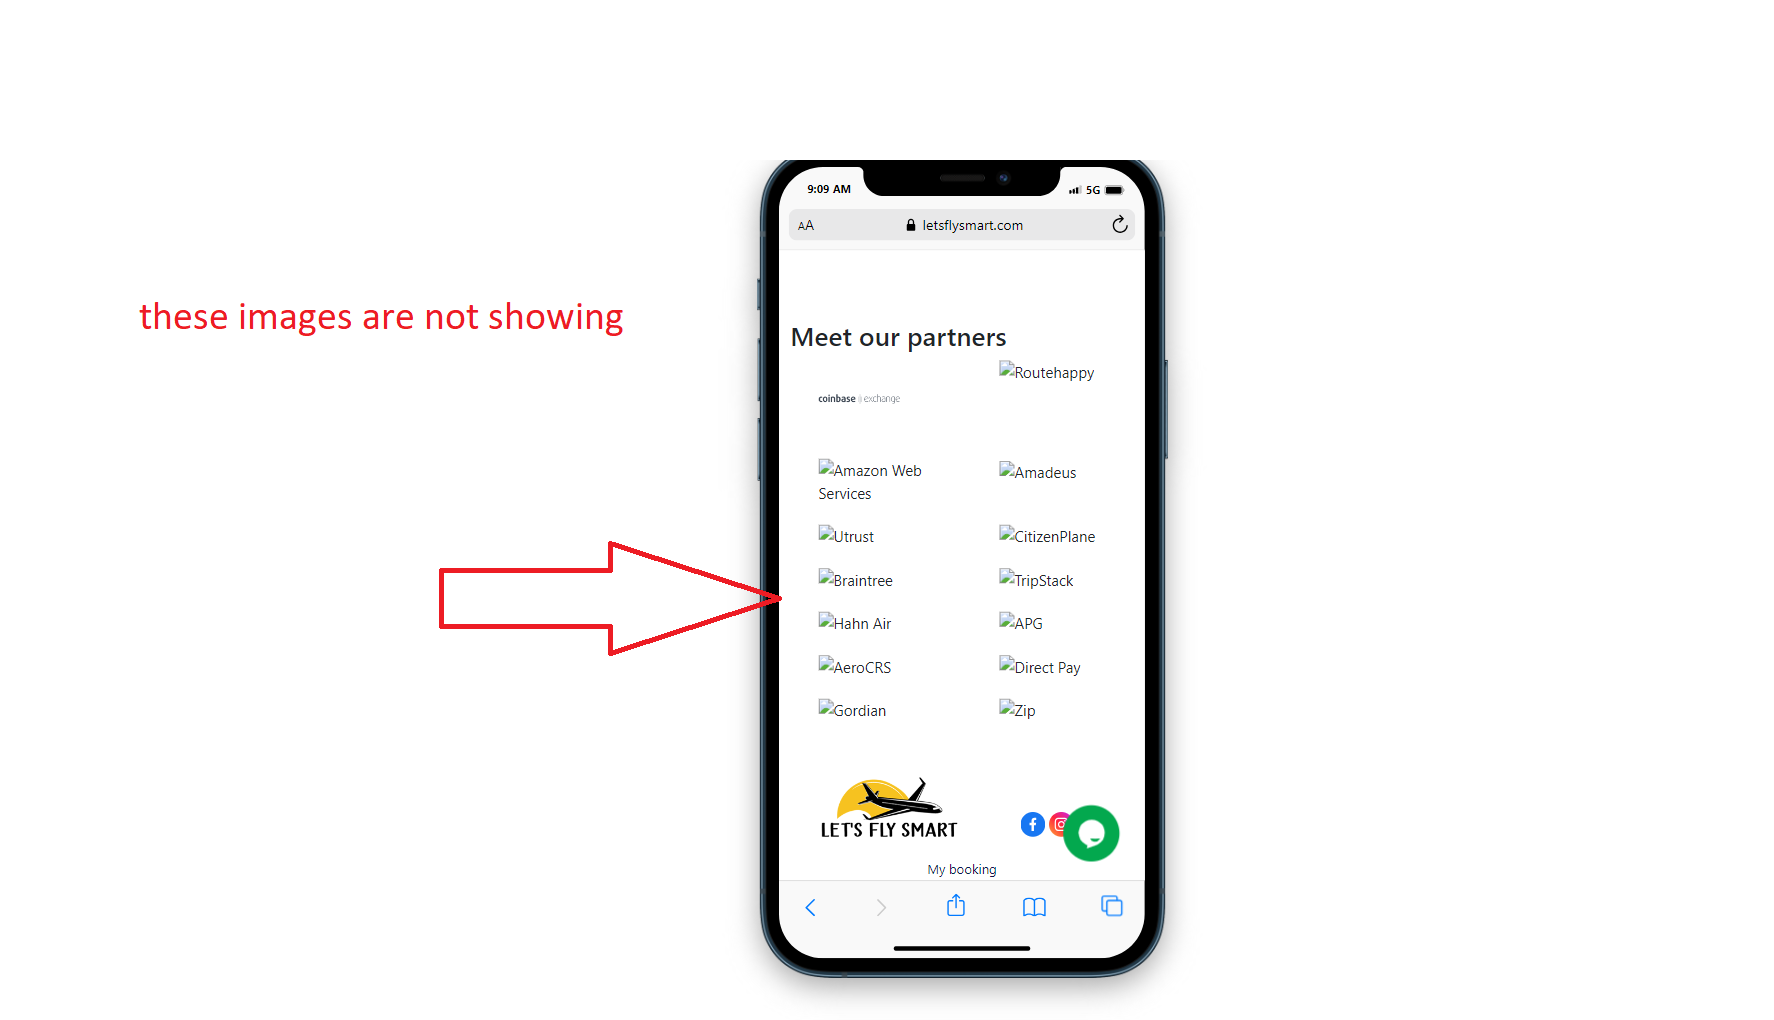 these images are not showing
9:09 AM
5G
AA
letsflysmart.com
Meet our partners
coinbase exchange
Routehappy
Amazon Web
Services
Amadeus
Utrust
CitizenPlane
Braintree
TripStack
Hahn Air
APG
AeroCRS
Direct Pay
Gordian
Zip
LET'S FLY SMART
My booking